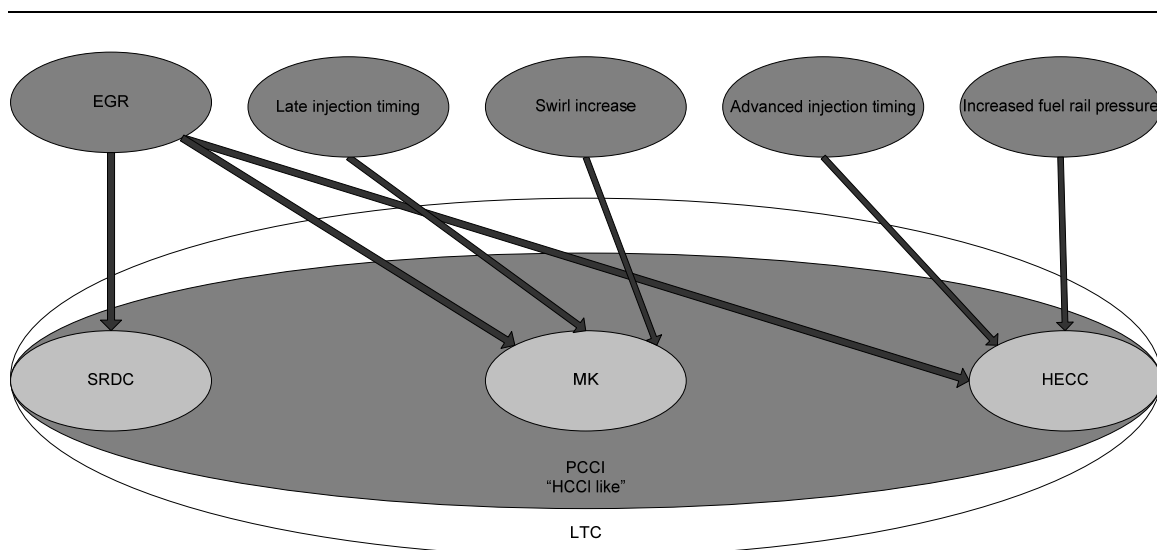 EGR
Late injection timing
Swirl increase
Advanced injection timing
Increased fuel rail pressure
SRDC
MK
HECC
PCCI
“HCCI like”
LTC